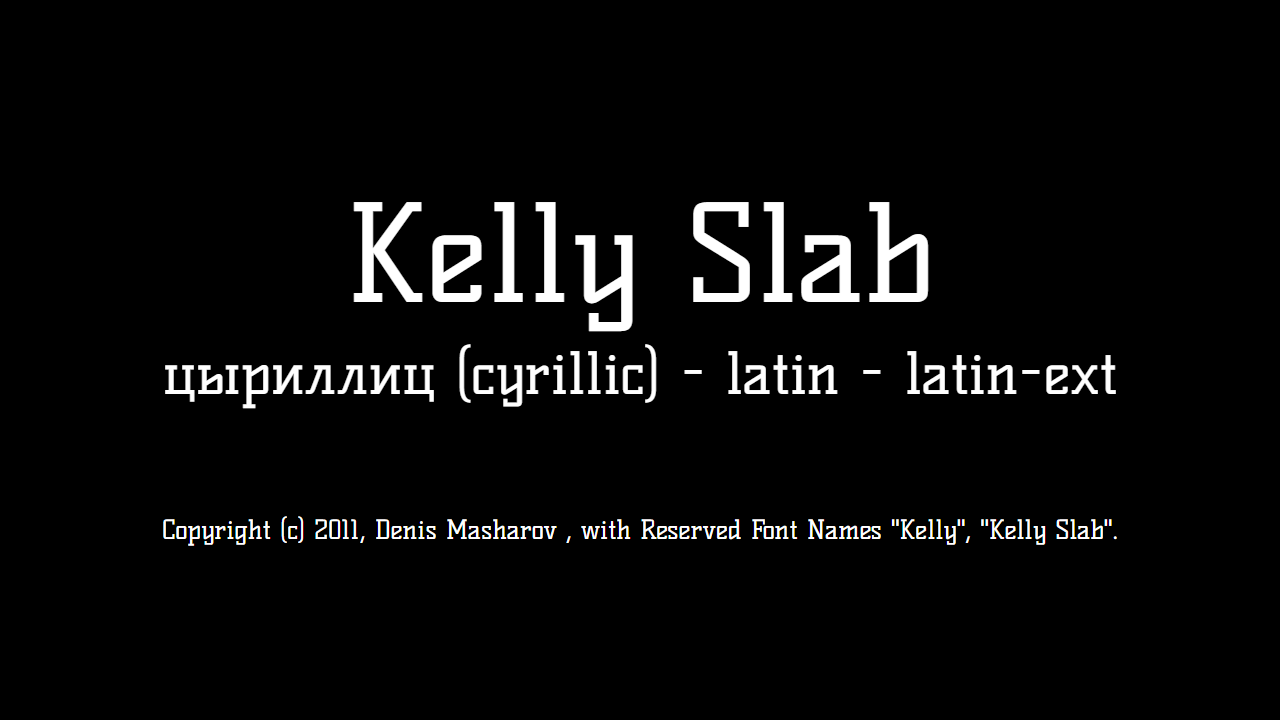 Kelly Slab
цыриллиц (cyrillic) - latin - latin-ext
Copyright (c) 2011, Denis Masharov , with Reserved Font Names "Kelly", "Kelly Slab".